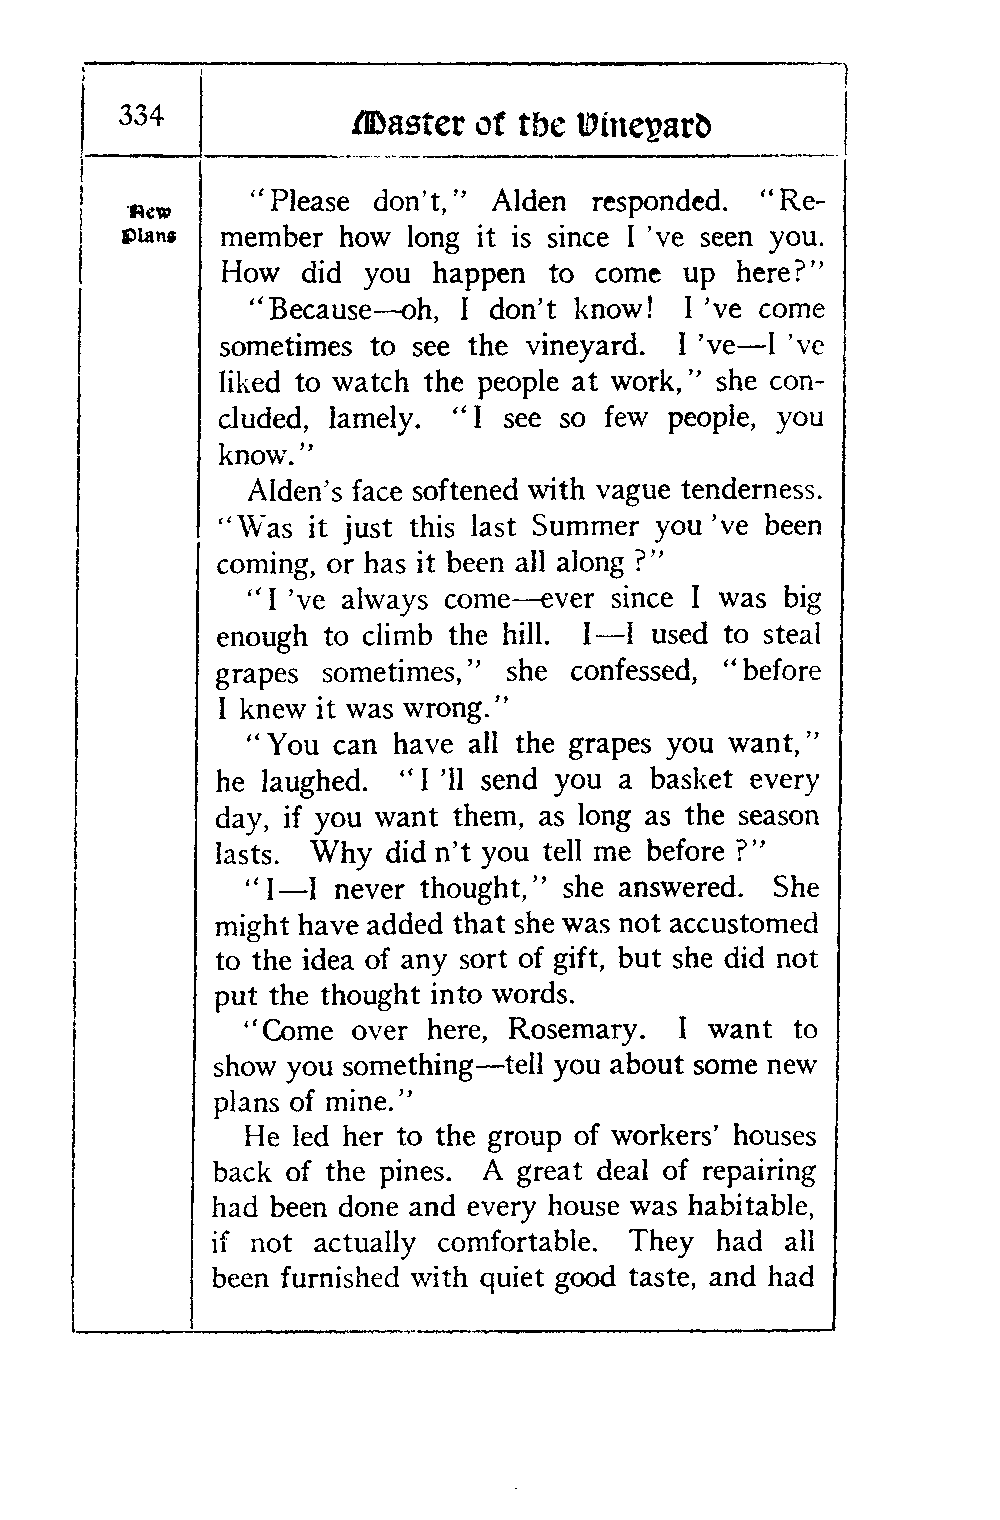 334
Master of the Vineyard
New
Plans
"Please don't," Alden responded. "Re-
member how long it is since I 've seen you.
How did you happen to come up here?"
"Because—oh, I don't know! I 've come
sometimes to see the vineyard. I 've—I 've
liked to watch the people at work," she con-
cluded, lamely. "I see so few people, you
know."
Alden's face softened with vague tenderness.
"Was it just this last Summer you 've been
coming, or has it been all along ?"
"I 've always come—ever since I was big
enough to climb the hill. I—I used to steal
grapes sometimes," she confessed, "before
I knew it was wrong."
"You can have all the grapes you want,"
he laughed. "I 'll send you a basket every
day, if you want them, as long as the season
lasts. Why did n't you tell me before ?"
"I—I never thought," she answered. She
might have added that she was not accustomed
to the idea of any sort of gift, but she did not
put the thought into words.
"Come over here, Rosemary. I want to
show you something—tell you about some new
plans of mine."
He led her to the group of workers' houses
back of the pines. A great deal of repairing
had been done and every house was habitable,
if not actually comfortable. They had all
been furnished with quiet good taste, and had